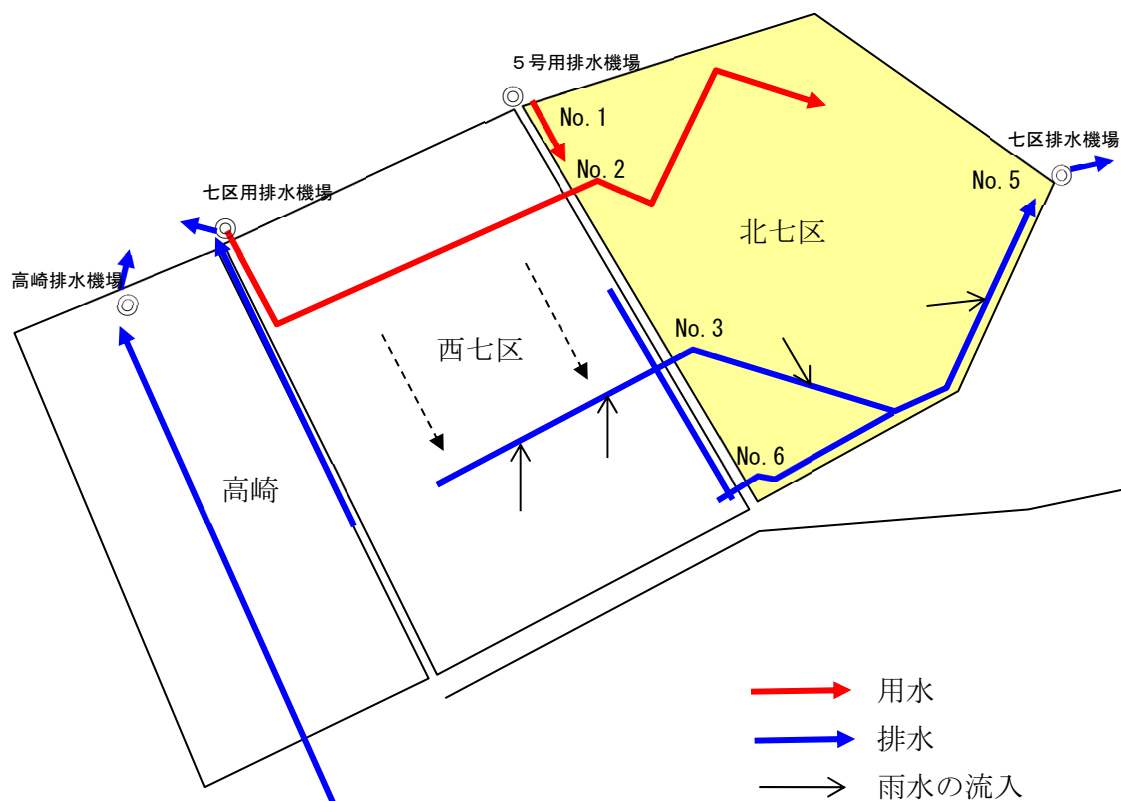 ５号用排水機場
No.1
七区排水機場
No.2
No.5
七区用排水機場
北七区
高崎排水機場
No.3
西七区
No.6
高崎
用水
排水
雨水の流入